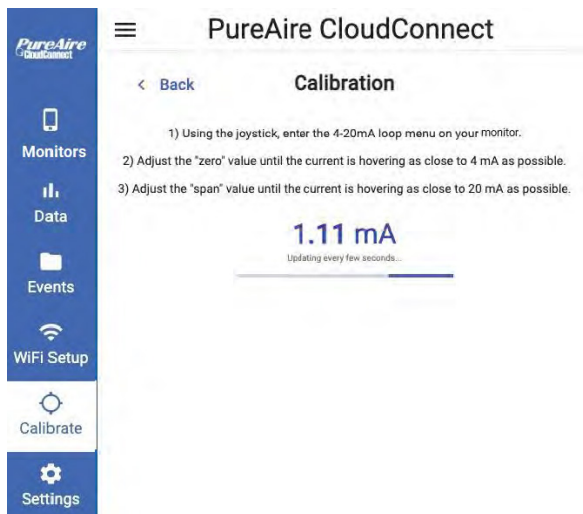 PureAire
CloudConnect
Monitors
Data
Events
WiFi Setup
Calibrate
Settings
PureAire CloudConnect
< Back
Calibration
1) Using the joystick, enter the 4-20mA loop menu on your monitor.
2) Adjust the "zero" value until the current is hovering as close to 4 mA as possible.
3) Adjust the "span" value until the current is hovering as close to 20 mA as possible.
1.11 mA
Updating every few seconds...